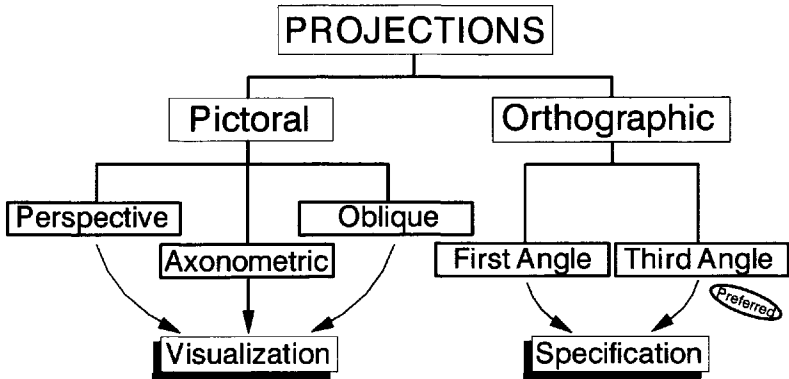 PROJECTIONS
Pictoral
Orthographic
Perspective
Oblique
Axonometric
First Angle
Third Angle
Preferred
Visualization
Specification